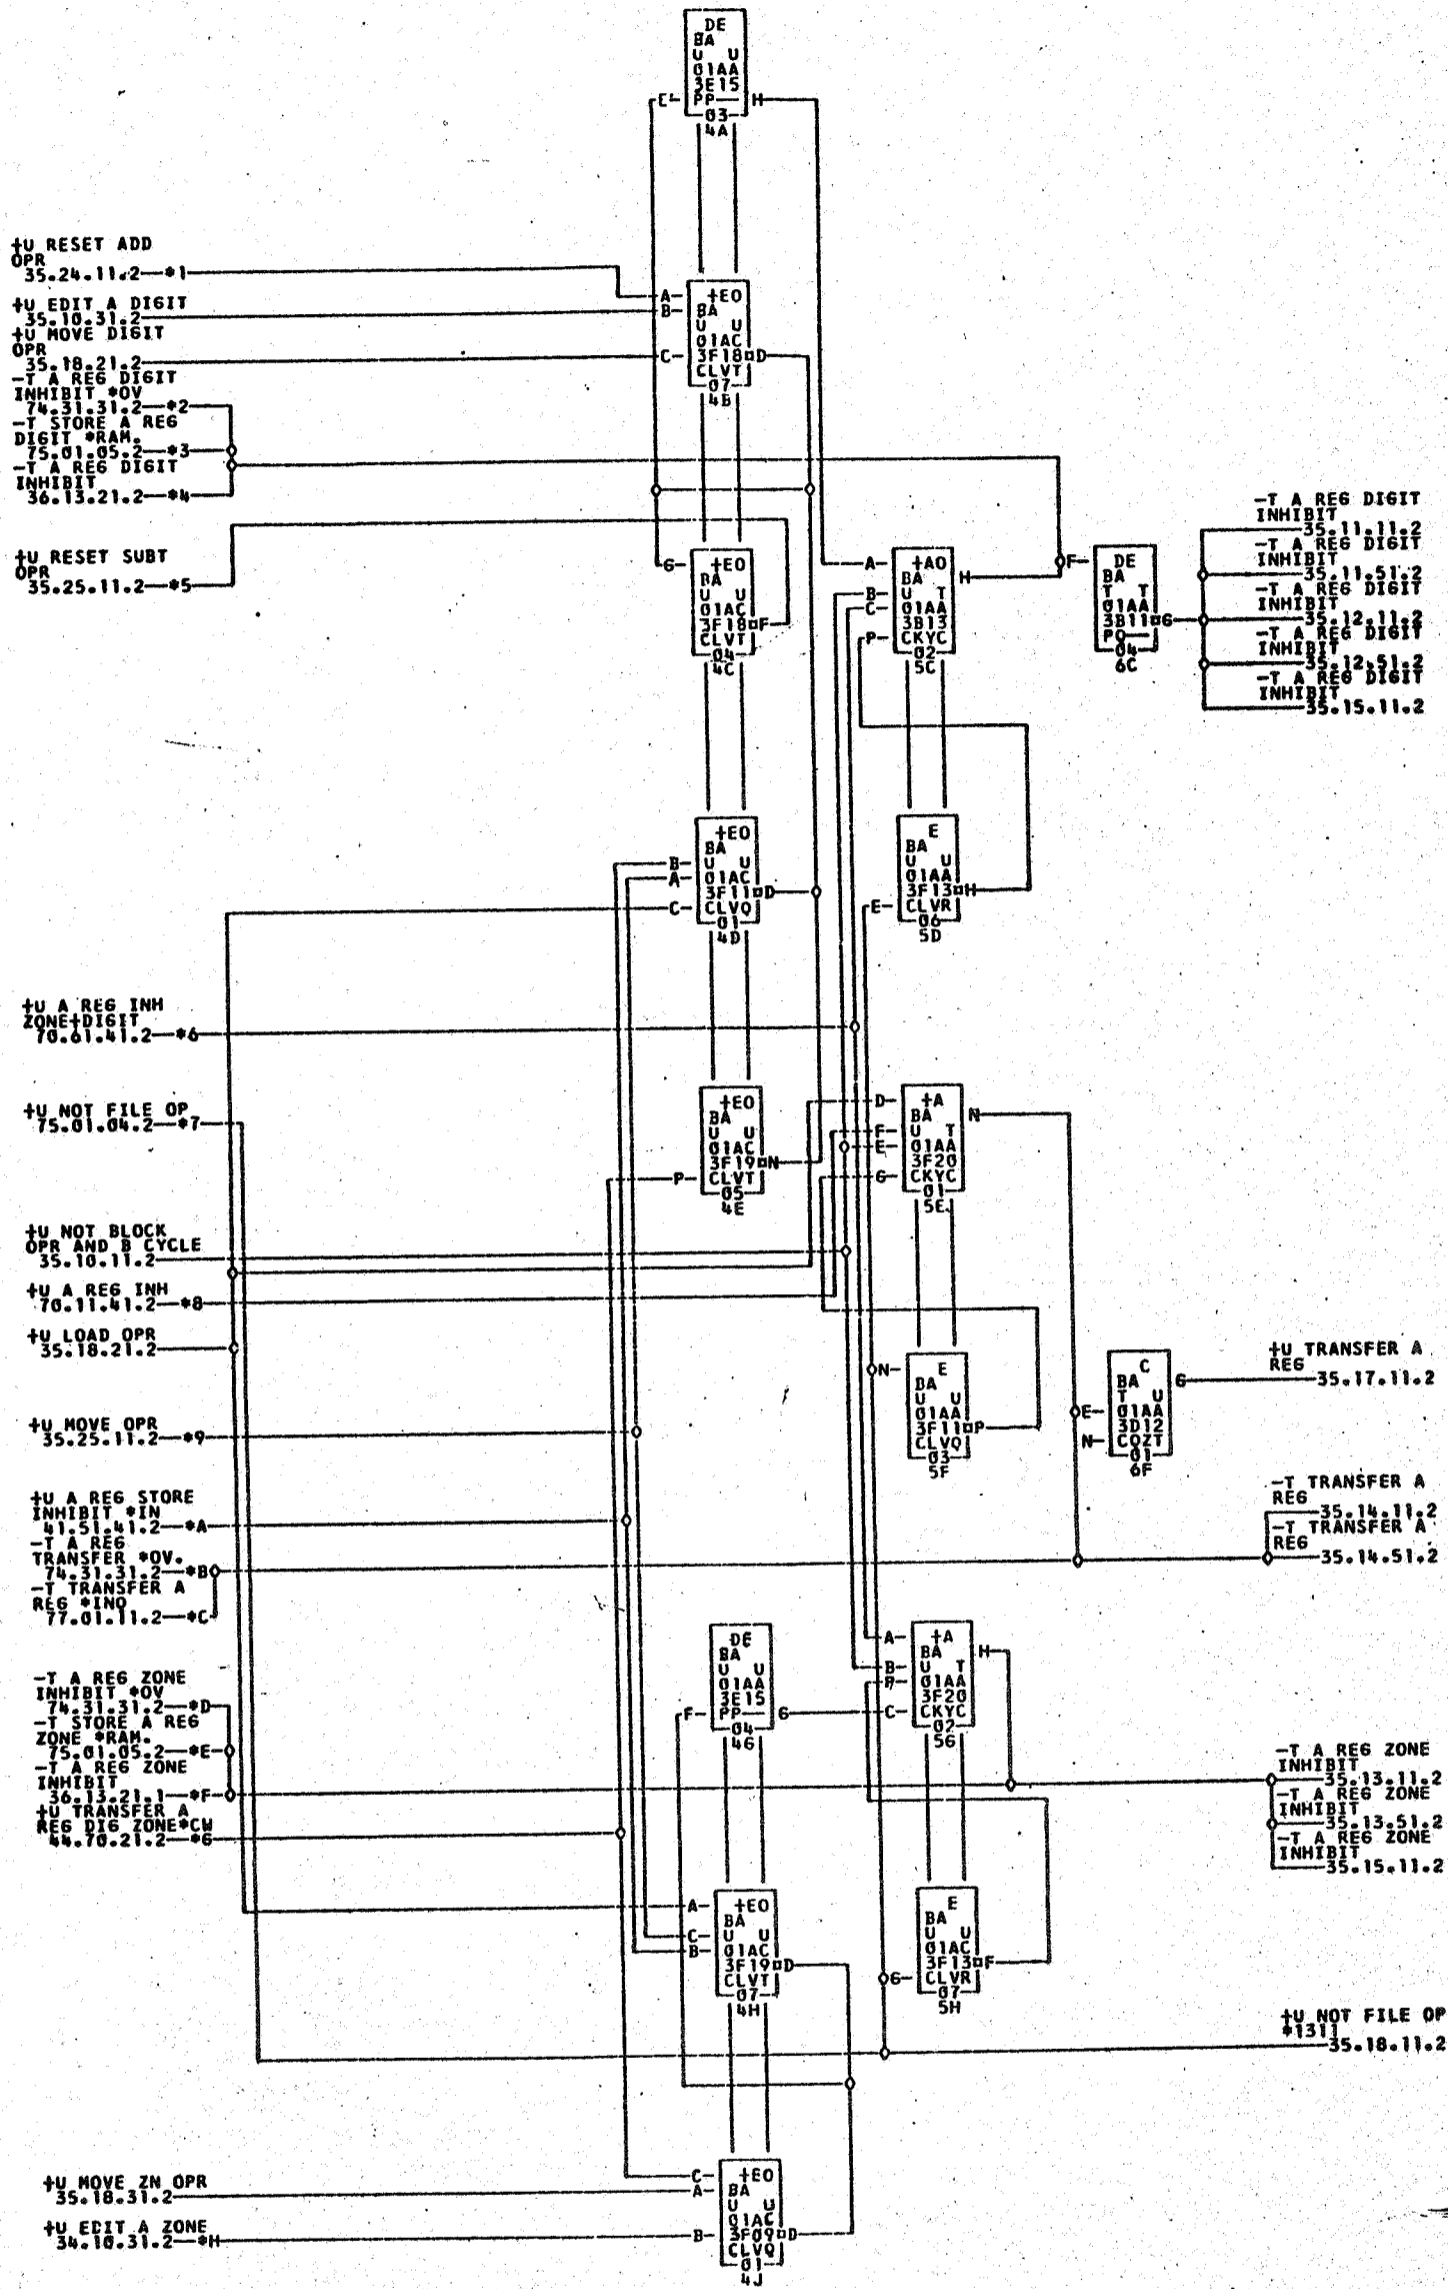 DE
BA
U U
01AA
3E15
E PP H
03
4A
+U RESET ADD
OPR
35.24.11.2—*1
+U EDIT A DIGIT
35.10.31.2
+U MOVE DIGIT
OPR
35.18.21.2
-T A REG DIGIT
INHIBIT *OV
74.31.31.2—*2
-T STORE A REG
DIGIT *RAM.
75.01.05.2—*3
-T A REG DIGIT
INHIBIT
36.13.21.2—*4
A +EO
B BA
U U
01AC
C 3F18 D
CLVT
07
4B
+U RESET SUBT
OPR
35.25.11.2—*5
G +EO
BA
U U
01AC
3F18 F
CLVT
04
4C
A +AO
BA H
B U T
C 01AA
3B13
P CKYC
02
5C
F DE
BA
T T
01AA
3B11 G
PQ
04
6C
-T A REG DIGIT
INHIBIT
35.11.11.2
-T A REG DIGIT
INHIBIT
35.11.51.2
-T A REG DIGIT
INHIBIT
35.12.11.2
-T A REG DIGIT
INHIBIT
35.12.51.2
-T A REG DIGIT
INHIBIT
35.15.11.2
+EO
BA
B U U
A 01AC
3F11 D
C CLVQ
01
4D
E
BA
U U
01AA
3F13 H
E CLVR
06
5D
+U A REG INH
ZONE+DIGIT
70.61.41.2—*6
+U NOT FILE OP
75.01.04.2—*7
+EO
BA
U U
01AC
3F19 N
P CLVT
05
4E
D +A
BA N
F U T
E 01AA
3F20
G CKYC
01
5E
+U NOT BLOCK
OPR AND B CYCLE
35.10.11.2
+U A REG INH
70.11.41.2—*8
+U LOAD OPR
35.18.21.2
+U MOVE OPR
35.25.11.2—*9
N E
BA
U U
01AA
3F11 P
CLVQ
03
5F
C
BA G
T U
E 01AA
3D12
N CQZT
01
6F
+U TRANSFER A
REG
35.17.11.2
+U A REG STORE
INHIBIT *IN
41.51.41.2—*A
-T A REG
TRANSFER *OV.
74.31.31.2—*B
-T TRANSFER A
REG *INQ
77.01.11.2—*C
-T TRANSFER A
REG
35.14.11.2
-T TRANSFER A
REG
35.14.51.2
-T A REG ZONE
INHIBIT *OV
74.31.31.2—*D
-T STORE A REG
ZONE *RAM.
75.01.05.2—*E
-T A REG ZONE
INHIBIT
36.13.21.1—*F
+U TRANSFER A
REG DIG ZONE*CW
44.70.21.2—*G
DE
BA
U U
01AA
3E15
F PP G
04
4G
A +A
BA H
B U T
01AA
3F20
C CKYC
02
5G
-T A REG ZONE
INHIBIT
35.13.11.2
-T A REG ZONE
INHIBIT
35.13.51.2
-T A REG ZONE
INHIBIT
35.15.11.2
A +EO
BA
C U U
B 01AC
3F19 D
CLVT
07
4H
E
BA
U U
01AC
3F13 F
G CLVR
07
5H
+U NOT FILE OP
*1311
35.18.11.2
+U MOVE ZN OPR
35.18.31.2
+U EDIT A ZONE
34.10.31.2—*H
C +EO
A BA
U U
01AC
B 3F09 D
CLVQ
01
4J